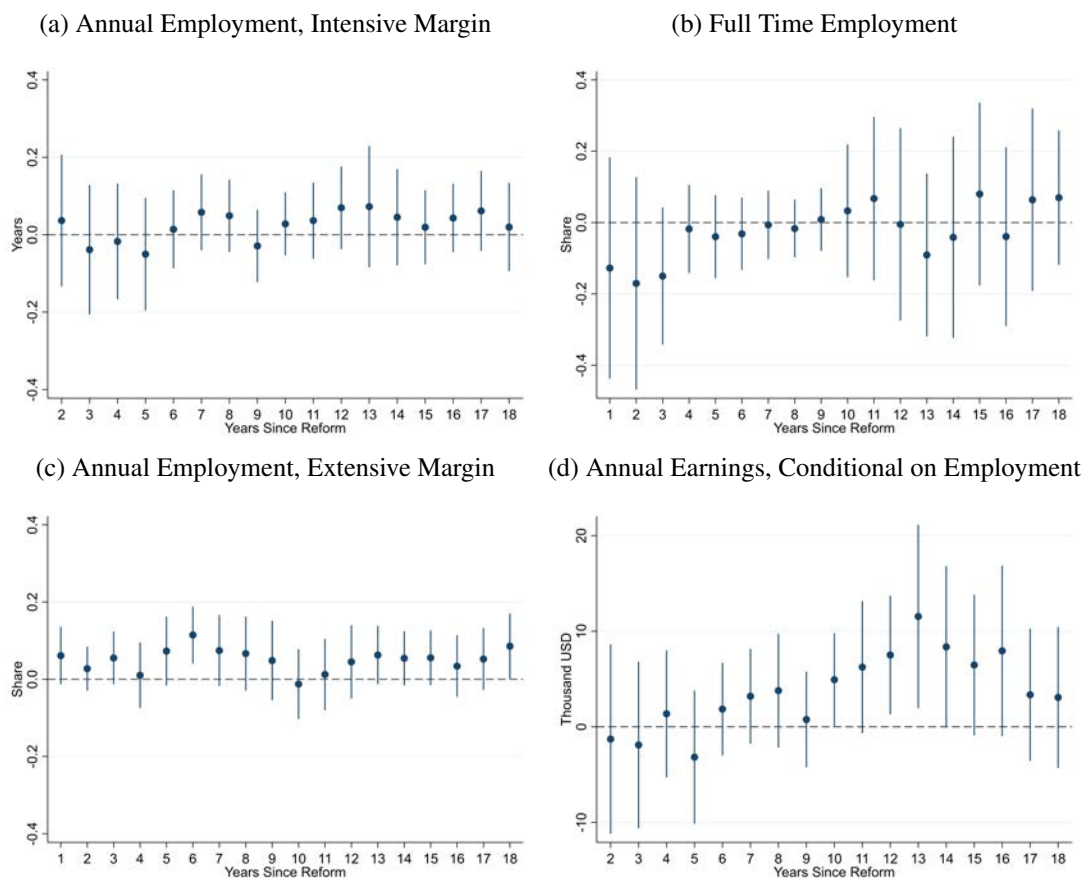 (a) Annual Employment, Intensive Margin
0.4
0.2
0.0
-0.2
-0.4
Years
2 3 4 5 6 7 8 9 10 11 12 13 14 15 16 17 18
Years Since Reform
(b) Full Time Employment
0.4
0.2
0.0
-0.2
-0.4
Share
1 2 3 4 5 6 7 8 9 10 11 12 13 14 15 16 17 18
Years Since Reform
(c) Annual Employment, Extensive Margin
0.4
0.2
0.0
-0.2
-0.4
Share
1 2 3 4 5 6 7 8 9 10 11 12 13 14 15 16 17 18
Years Since Reform
(d) Annual Earnings, Conditional on Employment
20
10
0
-10
Thousand USD
2 3 4 5 6 7 8 9 10 11 12 13 14 15 16 17 18
Years Since Reform